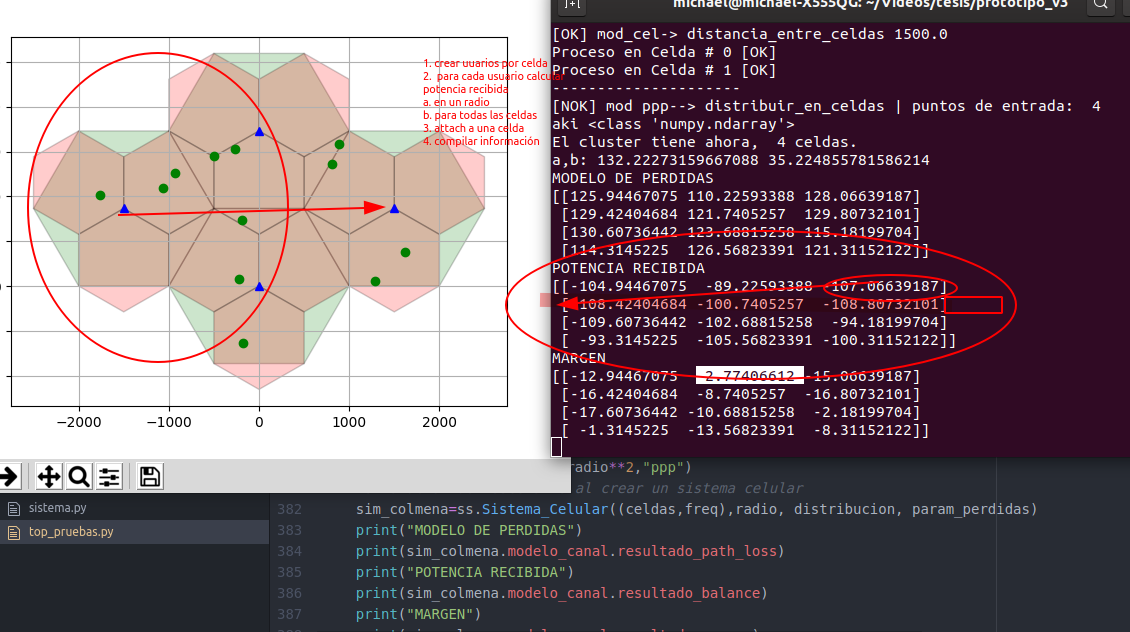 michael@michael-X555QG: ~/Videos/tesis/prototipo_v3
[OK] mod_cel-> distancia_entre_celdas 1500.0
Proceso en Celda # 0 [OK]
Proceso en Celda # 1 [OK]
---------------------
[NOK] mod ppp--> distribuir_en_celdas | puntos de entrada:  4
aki <class 'numpy.ndarray'>
El cluster tiene ahora,  4 celdas.
a,b: 132.22273159667088 35.224855781586214
MODELO DE PERDIDAS
[[125.94467075 110.22593388 128.06639187]
[129.42404684 121.7405257  129.80732101]
[130.60736442 123.68815258 115.18199704]
[114.3145225  126.56823391 121.31152122]]
POTENCIA RECIBIDA
[[-104.94467075  -89.22593388 -107.06639187]
[-108.42404684 -100.7405257  -108.80732101]
[-109.60736442 -102.68815258  -94.18199704]
[ -93.3145225  -105.56823391 -100.31152122]]
MARGEN
[[-12.94467075   2.77406612 -15.06639187]
[-16.42404684  -8.7405257  -16.80732101]
[-17.60736442 -10.68815258  -2.18199704]
[ -1.3145225  -13.56823391  -8.31152122]]
1. crear uuarios por celda
2. para cada usuario calcular
potencia recibida
a. en un radio
b. para todas las celdas
3. attach a una celda
4. compilar información
−2000 −1000 0 1000 2000
radio**2,"ppp")
al crear un sistema celular
sistema.py
top_pruebas.py
382 sim_colmena=ss.Sistema_Celular((celdas,freq),radio, distribucion, param_perdidas)
383 print("MODELO DE PERDIDAS")
384 print(sim_colmena.modelo_canal.resultado_path_loss)
385 print("POTENCIA RECIBIDA")
386 print(sim_colmena.modelo_canal.resultado_balance)
387 print("MARGEN")